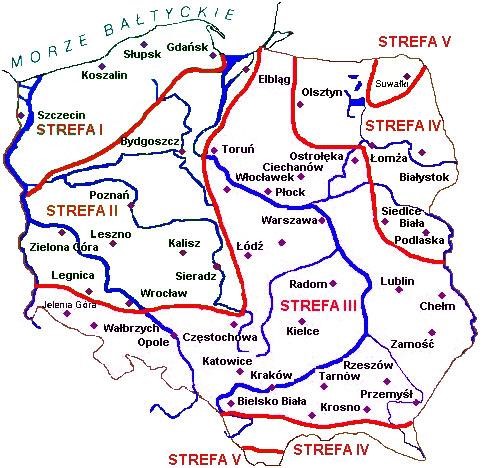 MORZE BAŁTYCKIE
Słupsk
Gdańsk
STREFA V
Koszalin
Elbląg
Suwałki
Olsztyn
Szczecin
STREFA I
STREFA IV
Bydgoszcz
Toruń
Ostrołęka
Łomża
Ciechanów
Włocławek
Białystok
Płock
Poznań
STREFA II
Siedlce
Biała
Podlaska
Warszawa
Leszno
Zielona Góra
Kalisz
Łódź
Legnica
Sieradz
Radom
Lublin
Wrocław
STREFA III
Chełm
Jelenia Góra
Wałbrzych
Częstochowa
Kielce
Opole
Zamość
Katowice
Rzeszów
Kraków
Tarnów
Przemyśl
Bielsko Biała
Krosno
STREFA V
STREFA IV